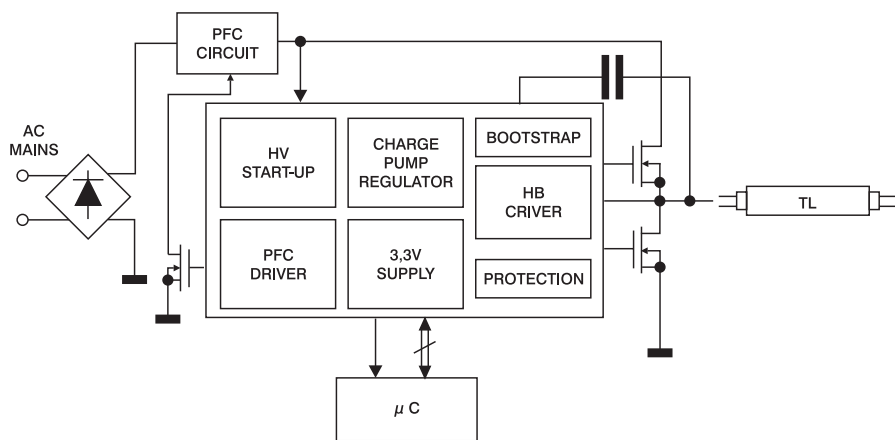 PFC
CIRCUIT
AC
MAINS
HV
START-UP
CHARGE
PUMP
REGULATOR
BOOTSTRAP
HB
CRIVER
PFC
DRIVER
3,3V
SUPPLY
PROTECTION
TL
μ C